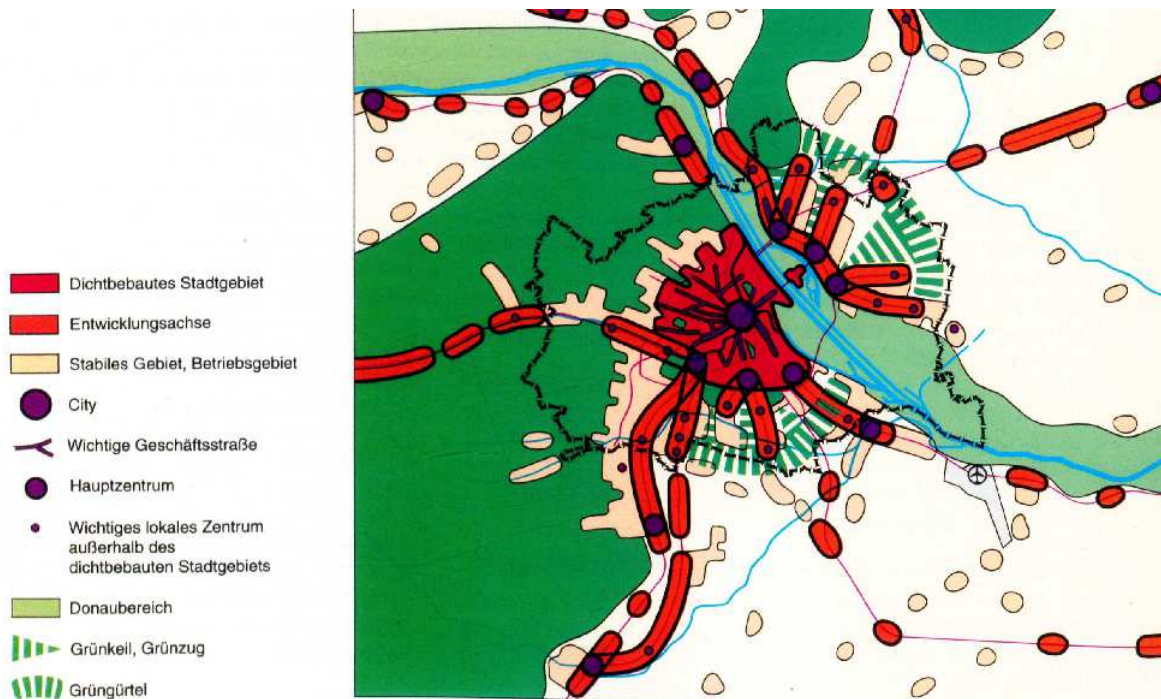 Dichtbebautes Stadtgebiet
Entwicklungsachse
Stabiles Gebiet, Betriebsgebiet
City
Wichtige Geschäftsstraße
Hauptzentrum
Wichtiges lokales Zentrum
außerhalb des
dichtbebauten Stadtgebiets
Donaubereich
Grünkeil, Grünzug
Grüngürtel